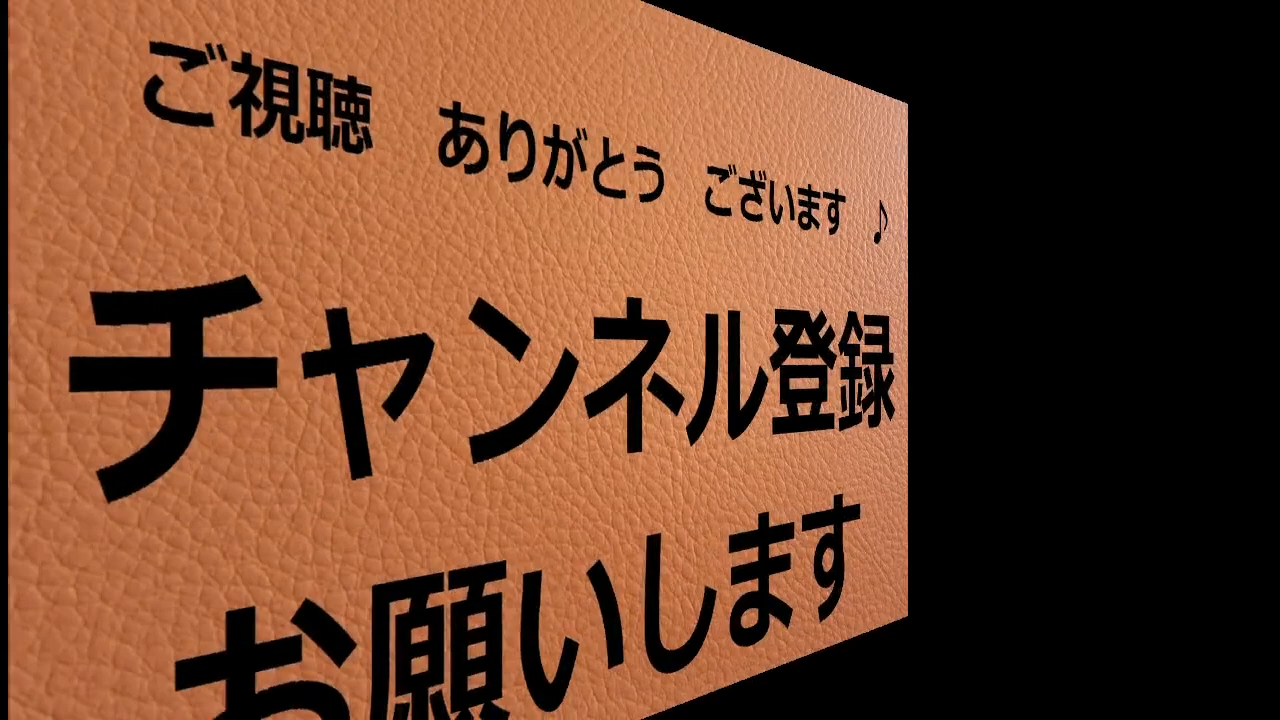 ご視聴　ありがとう　ございます　♪
チャンネル登録
お願いします